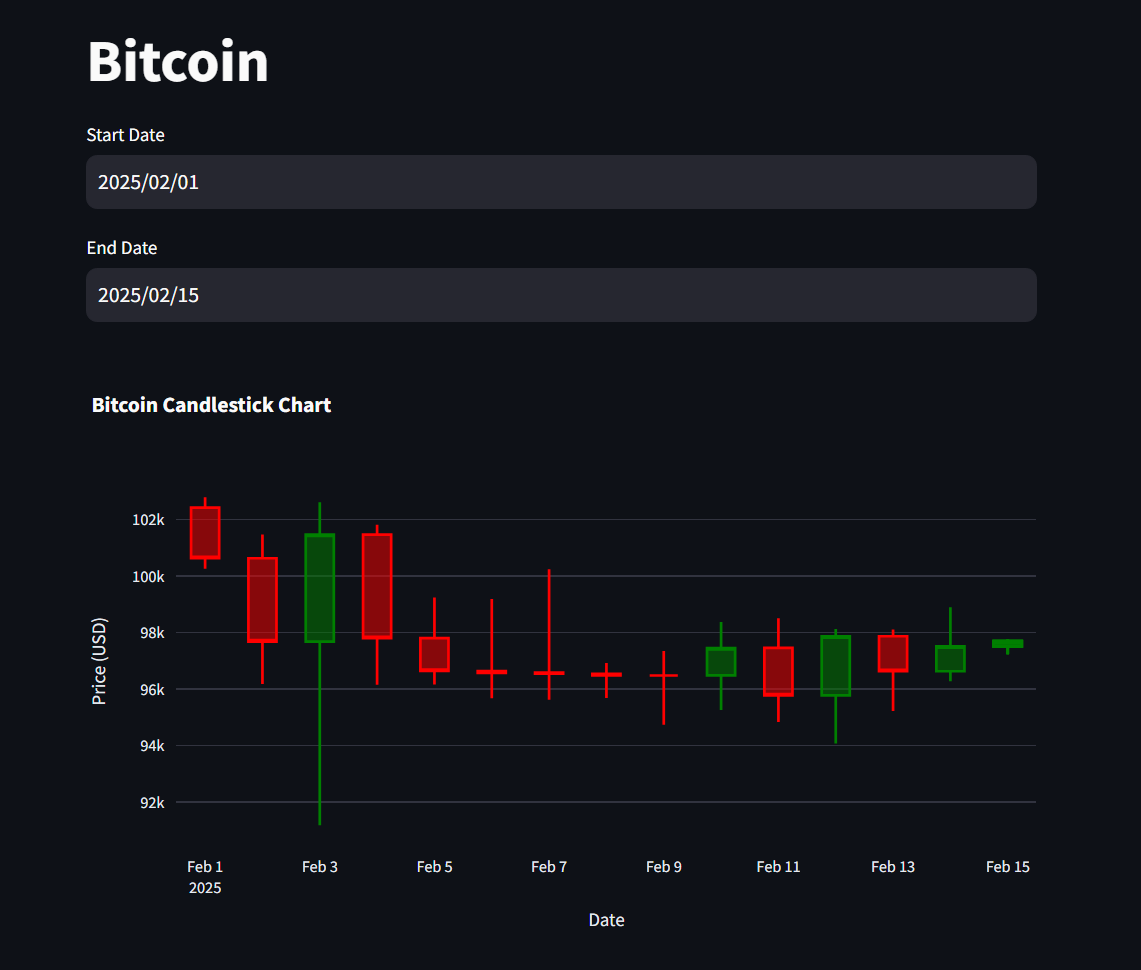 Bitcoin
Start Date
2025/02/01
End Date
2025/02/15
Bitcoin Candlestick Chart
102k
100k
98k
96k
94k
92k
Price (USD)
Feb 1 Feb 3 Feb 5 Feb 7 Feb 9 Feb 11 Feb 13 Feb 15
2025
Date